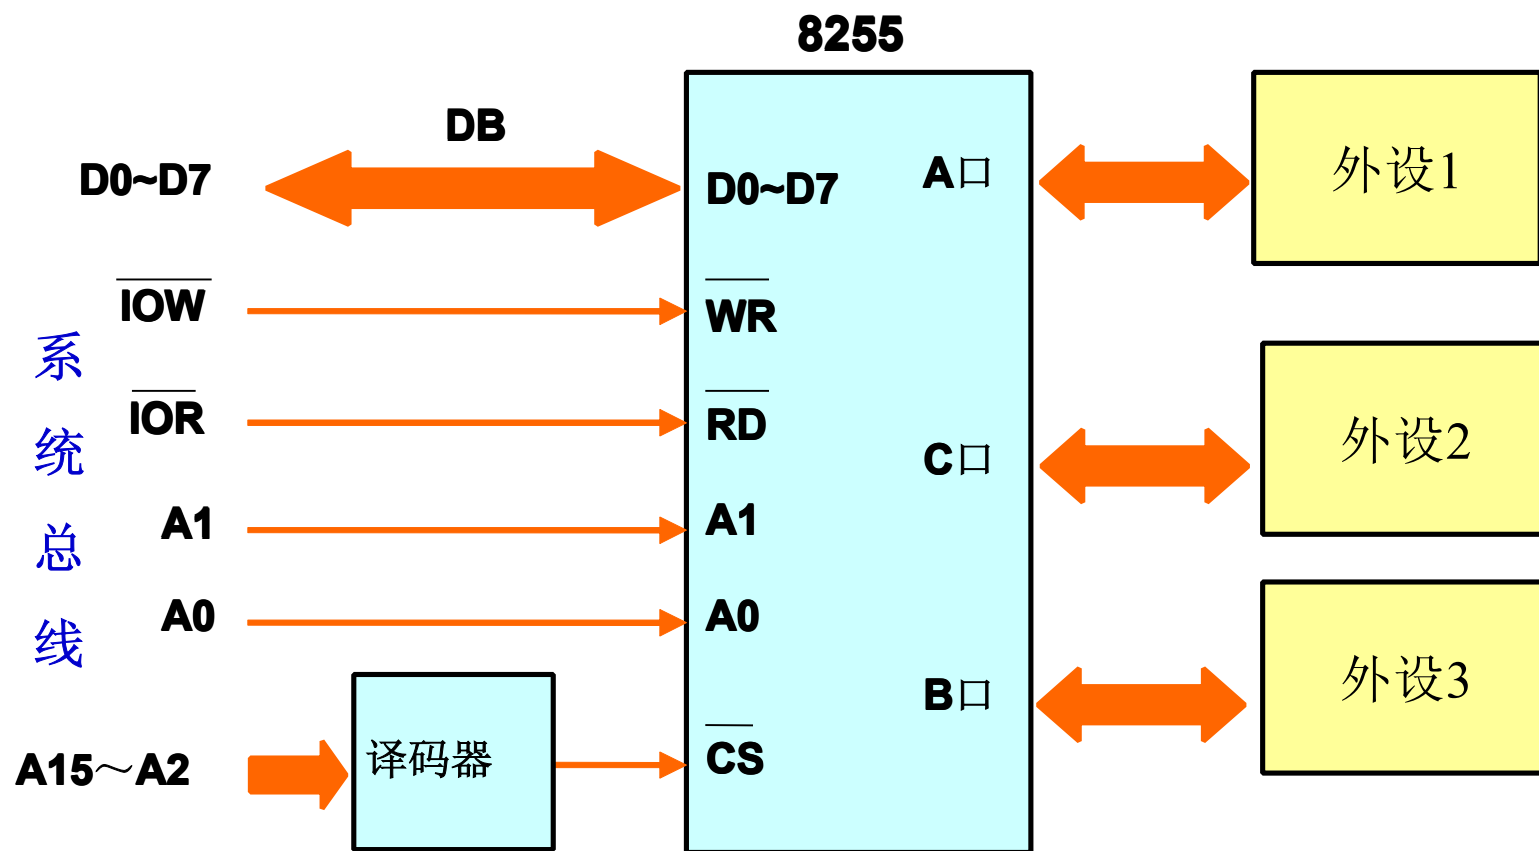 8255
DB
D0~D7
D0~D7
A口
外设1
IOW
WR
系统总线
IOR
RD
C口
外设2
A1
A1
A0
A0
B口
外设3
A15～A2
译码器
CS